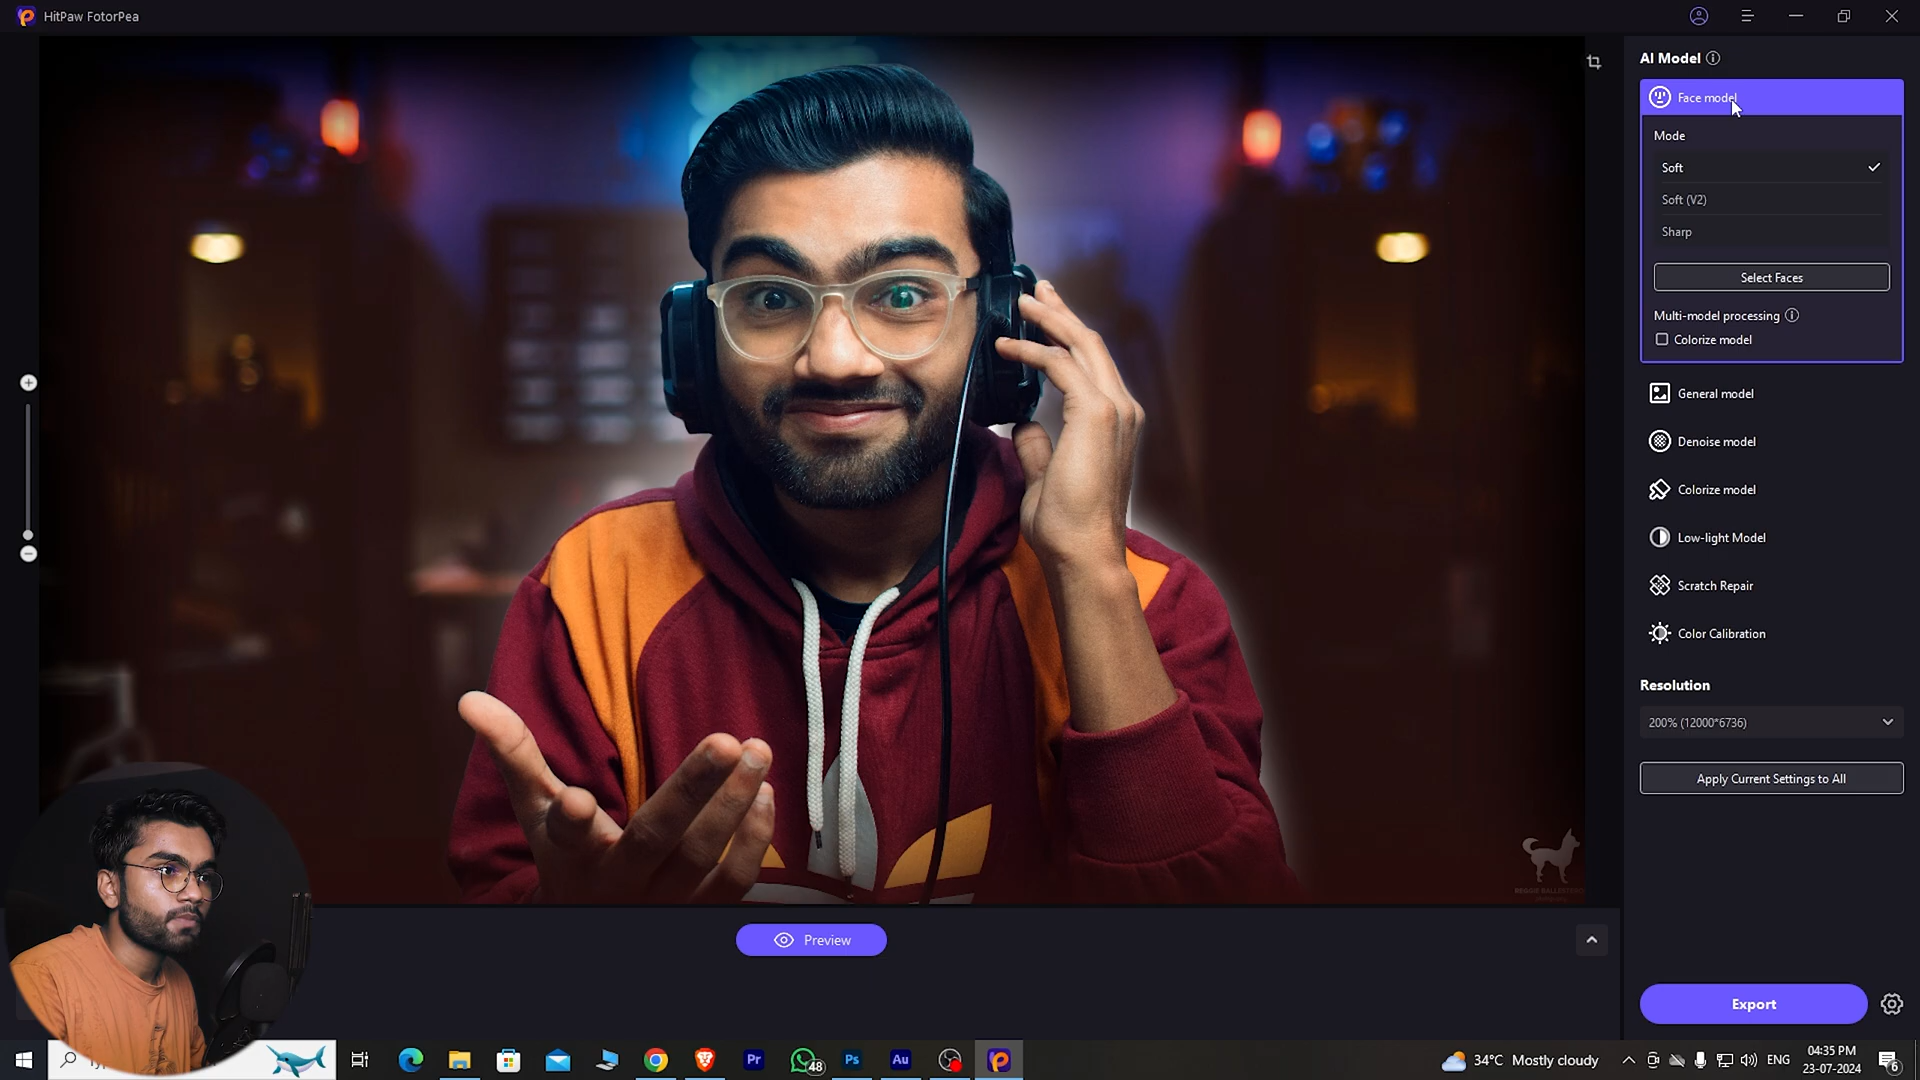 HitPaw FotorPea
AI Model
Face model
Mode
Soft
Soft (V2)
Sharp
Select Faces
Multi-model processing
Colorize model
General model
Denoise model
Colorize model
Low-light Model
Scratch Repair
Color Calibration
Resolution
200% (12000*6736)
Apply Current Settings to All
Preview
Export
Pr
48
Ps
Au
34°C Mostly cloudy
ENG
04:35 PM
23-07-2024
6